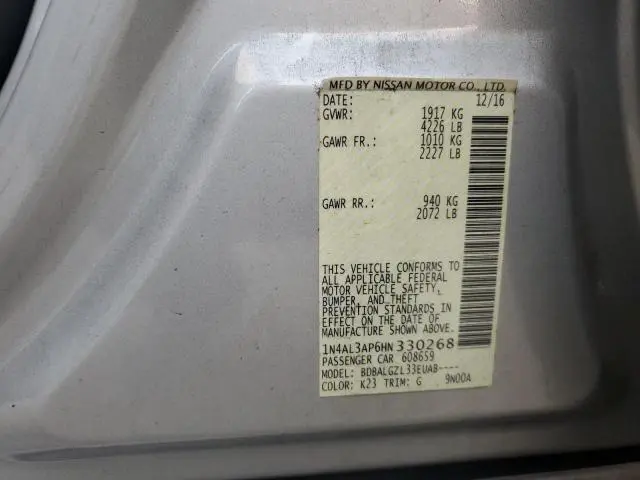 MFD BY NISSAN MOTOR CO., LTD.
DATE: 12/16
GVWR: 1917 KG
4226 LB
GAWR FR.: 1010 KG
2227 LB
GAWR RR.: 940 KG
2072 LB
THIS VEHICLE CONFORMS TO
ALL APPLICABLE FEDERAL
MOTOR VEHICLE SAFETY,
BUMPER, AND THEFT
PREVENTION STANDARDS IN
EFFECT ON THE DATE OF
MANUFACTURE SHOWN ABOVE.
1N4AL3AP6HN330268
PASSENGER CAR 608659
MODEL: BDBALGZL33EUAB----
COLOR: K23 TRIM: G 9N00A